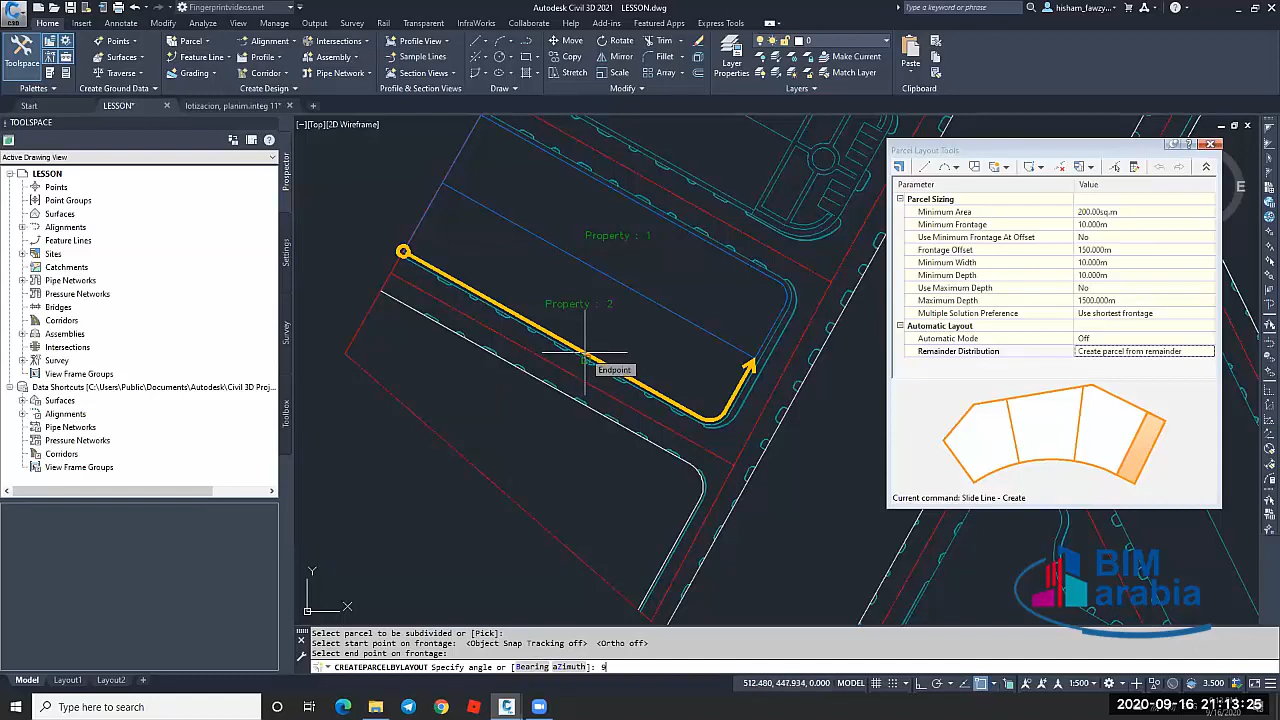 Fingerprintvideos.net
Autodesk Civil 3D 2021   LESSON.dwg
Type a keyword or phrase
hisham_fawzy...
Home Insert Annotate Modify Analyze View Manage Output Survey Rail Transparent InfraWorks Collaborate Help Add-ins Featured Apps Express Tools
Points Parcel Alignment Intersections Profile View Move Rotate Trim 0
Surfaces Feature Line Profile Assembly Sample Lines Copy Mirror Fillet Make Current
Toolspace Traverse Grading Corridor Pipe Network Section Views Stretch Scale Array Layer Properties Match Layer Paste
Palettes Create Ground Data Create Design Profile & Section Views Draw Modify Layers Clipboard
Start LESSON* lotizacion, planim.integ 11*
TOOLSPACE
Active Drawing View
LESSON
Points
Point Groups
Surfaces
Alignments
Feature Lines
Sites
Catchments
Pipe Networks
Pressure Networks
Bridges
Corridors
Assemblies
Intersections
Survey
View Frame Groups
Data Shortcuts [C:\Users\Public\Documents\Autodesk\Civil 3D Proj
Surfaces
Alignments
Pipe Networks
Pressure Networks
Corridors
View Frame Groups
Prospector
Settings
Survey
Toolbox
[−][Top][2D Wireframe]
Property : 1
Property : 2
Endpoint
Y
X
E
Parcel Layout Tools
Parameter Value
Parcel Sizing
Minimum Area 200.00sq.m
Minimum Frontage 10.000m
Use Minimum Frontage At Offset No
Frontage Offset 150.000m
Minimum Width 10.000m
Minimum Depth 10.000m
Use Maximum Depth No
Maximum Depth 1500.000m
Multiple Solution Preference Use shortest frontage
Automatic Layout
Automatic Mode Off
Remainder Distribution Create parcel from remainder
Current command: Slide Line - Create
BIM
arabia
Select parcel to be subdivided or [Pick]:
Select start point on frontage: <Object Snap Tracking off> <Ortho off>
Select end point on frontage:
CREATEPARCELBYLAYOUT Specify angle or [Bearing aZimuth]: 9
Model Layout1 Layout2
512.480, 447.934, 0.000 MODEL 1:500 3.500
Type here to search
2020-09-16 21:13:25